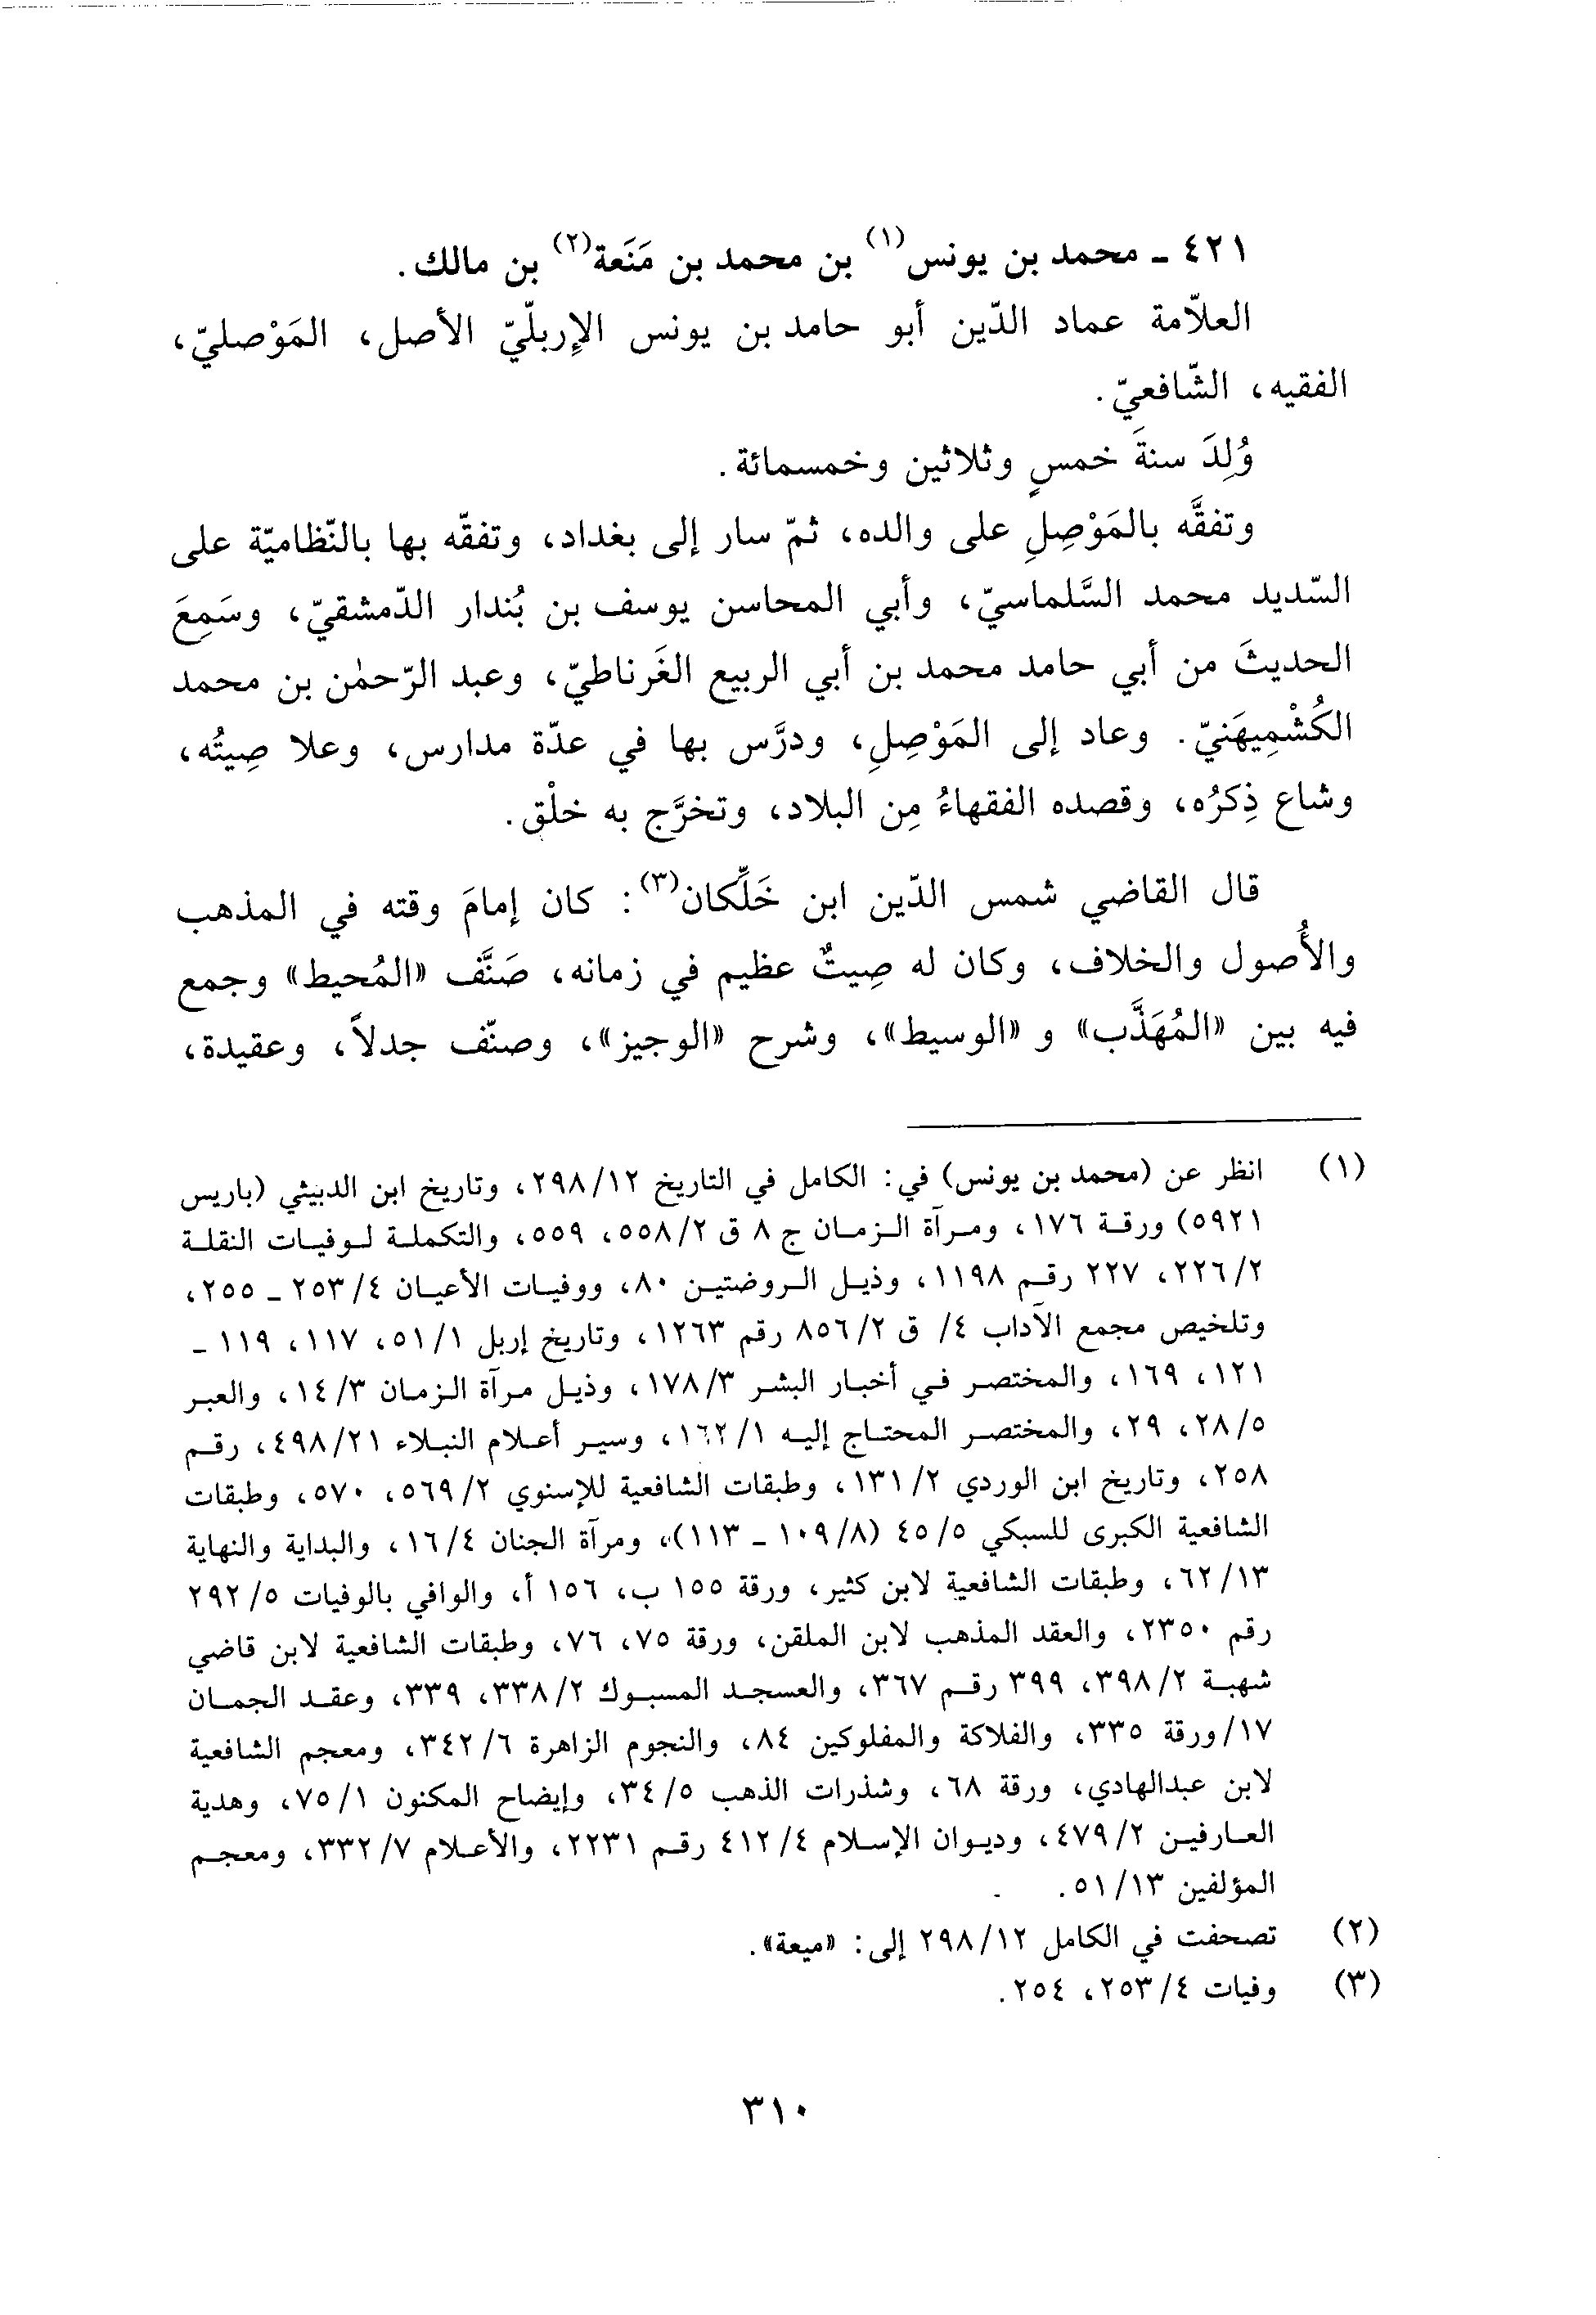 ٤٢١ ـ محمد بن يونس(١) بن محمد بن مَنَعة(٢) بن مالك.
العلاّمة عماد الدّين أبو حامد بن يونس الإربلّيّ الأصل، المَوْصليّ،
الفقيه، الشّافعيّ.
وُلِدَ سنةَ خمسٍ وثلاثين وخمسمائة.
وتفقَّه بالمَوْصِلِ على والده، ثمّ سار إلى بغداد، وتفقّه بها بالنّظاميّة على
السّديد محمد السَّلماسيّ، وأبي المحاسن يوسف بن بُندار الدّمشقيّ، وسَمِعَ
الحديثَ من أبي حامد محمد بن أبي الربيع الغَرناطيّ، وعبد الرّحمٰن بن محمد
الكُشْمِيهَنيّ. وعاد إلى المَوْصِلِ، ودرَّس بها في عدّة مدارس، وعلا صِيتُه،
وشاع ذِكرُه، وقصده الفقهاءُ مِن البلاد، وتخرَّج به خلْق.
قال القاضي شمس الدّين ابن خَلِّكان(٣): كان إمامَ وقته في المذهب
والأُصول والخلاف، وكان له صِيتٌ عظيم في زمانه، صَنَّف «المُحيط» وجمع
فيه بين «المُهَذَّب» و «الوسيط»، وشرح «الوجيز»، وصنّف جدلاً، وعقيدة،
(١) انظر عن (محمد بن يونس) في: الكامل في التاريخ ٢٩٨/١٢، وتاريخ ابن الدبيثي (باريس
٥٩٢١) ورقة ١٧٦، ومرآة الزمان ج ٨ ق ٥٥٨/٢، ٥٥٩، والتكملة لوفيات النقلة
٢٢٦/٢، ٢٢٧ رقم ١١٩٨، وذيل الروضتين ٨٠، ووفيات الأعيان ٢٥٣/٤ ـ ٢٥٥،
وتلخيص مجمع الآداب ٤/ ق ٨٥٦/٢ رقم ١٢٦٣، وتاريخ إربل ٥١/١، ١١٧، ١١٩ ـ
١٢١، ١٦٩، والمختصر في أخبار البشر ١٧٨/٣، وذيل مرآة الزمان ١٤/٣، والعبر
٢٨/٥، ٢٩، والمختصر المحتاج إليه ١٦٢/١، وسير أعلام النبلاء ٤٩٨/٢١، رقم
٢٥٨، وتاريخ ابن الوردي ١٣١/٢، وطبقات الشافعية للإسنوي ٥٦٩/٢، ٥٧٠، وطبقات
الشافعية الكبرى للسبكي ٤٥/٥ (١٠٩/٨ ـ ١١٣)، ومرآة الجنان ١٦/٤، والبداية والنهاية
٦٢/١٣، وطبقات الشافعية لابن كثير، ورقة ١٥٥ ب، ١٥٦ أ، والوافي بالوفيات ٢٩٢/٥
رقم ٢٣٥٠، والعقد المذهب لابن الملقن، ورقة ٧٥، ٧٦، وطبقات الشافعية لابن قاضي
شهبة ٣٩٨/٢، ٣٩٩ رقم ٣٦٧، والعسجد المسبوك ٣٣٨/٢، ٣٣٩، وعقد الجمان
١٧/ورقة ٣٣٥، والفلاكة والمفلوكين ٨٤، والنجوم الزاهرة ٣٤٢/٦، ومعجم الشافعية
لابن عبدالهادي، ورقة ٦٨، وشذرات الذهب ٣٤/٥، وإيضاح المكنون ٧٥/١، وهدية
العارفين ٤٧٩/٢، وديوان الإسلام ٤١٢/٤ رقم ٢٢٣١، والأعلام ٣٣٢/٧، ومعجم
المؤلفين ٥١/١٣.
(٢) تصحفت في الكامل ٢٩٨/١٢ إلى: «ميعة».
(٣) وفيات ٢٥٣/٤، ٢٥٤.
٣١٠